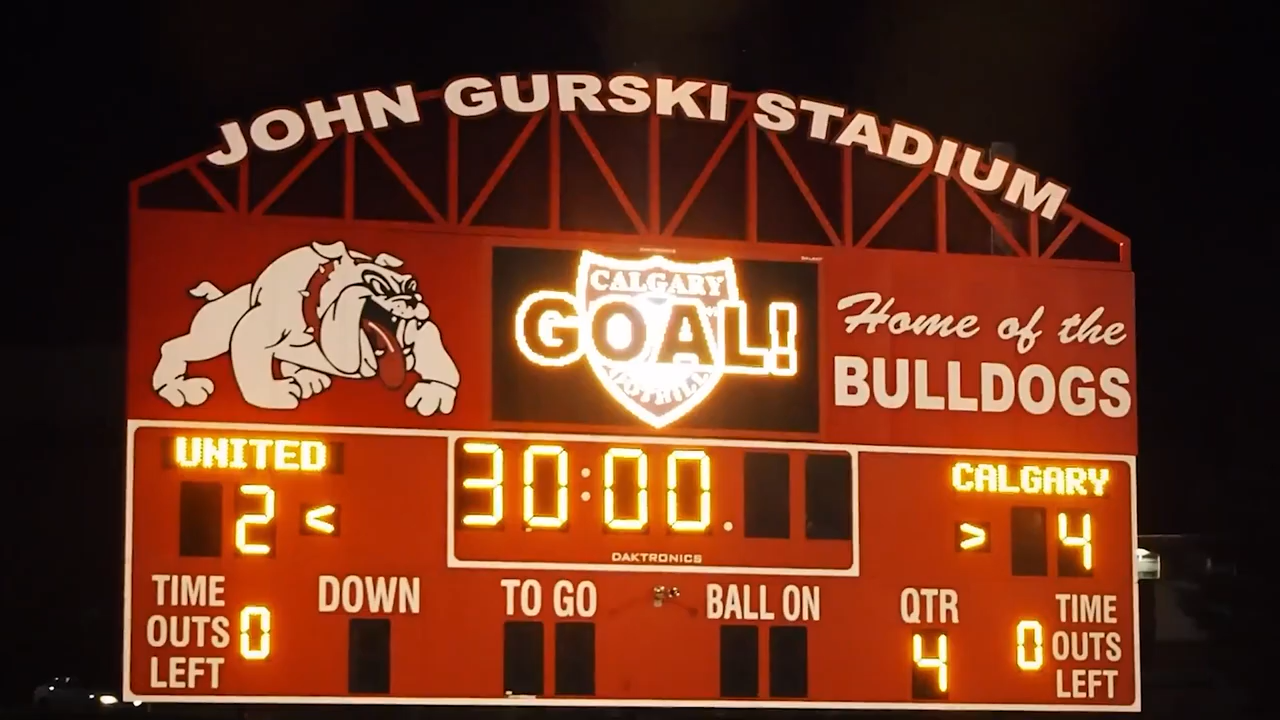 JOHN GURSKI STADIUM
CALGARY
GOAL!
FOOTHILLS
Home of the
BULLDOGS
UNITED
30:00.
CALGARY
2 <
> 4
DAKTRONICS
TIME OUTS LEFT 0
DOWN
TO GO
BALL ON
QTR 4
0 TIME OUTS LEFT